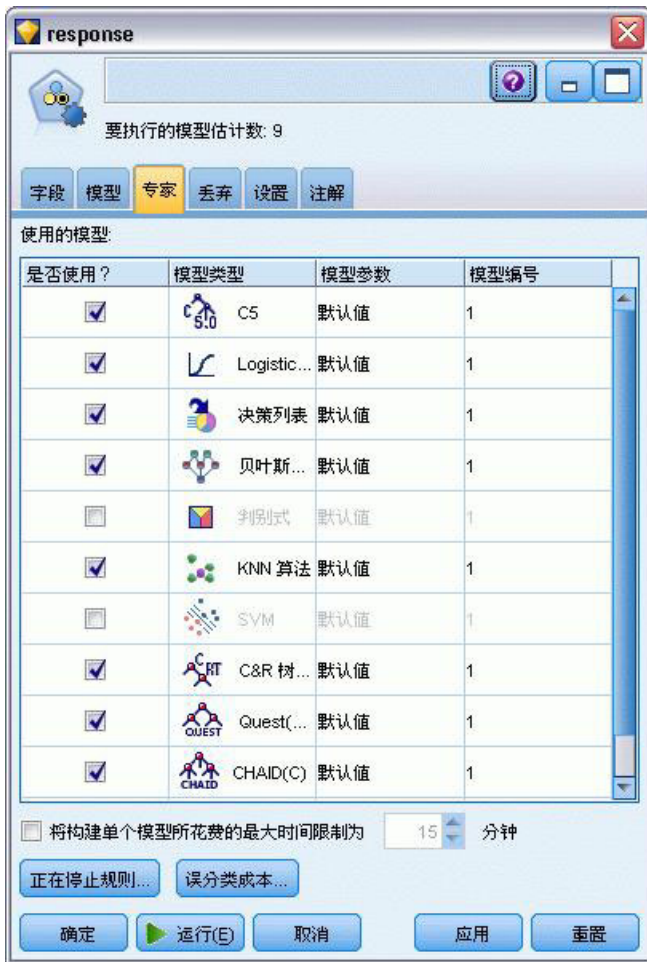 response
要执行的模型估计数: 9
字段 模型 专家 丢弃 设置 注解
使用的模型:
是否使用？ 模型类型 模型参数 模型编号
C5.0 C5 默认值 1
Logistic... 默认值 1
决策列表 默认值 1
贝叶斯... 默认值 1
判别式 默认值 1
KNN 算法 默认值 1
SVM 默认值 1
C RT C&R 树... 默认值 1
QUEST Quest(... 默认值 1
CHAID CHAID(C) 默认值 1
将构建单个模型所花费的最大时间限制为 15 分钟
正在停止规则... 误分类成本...
确定 运行(E) 取消 应用 重置